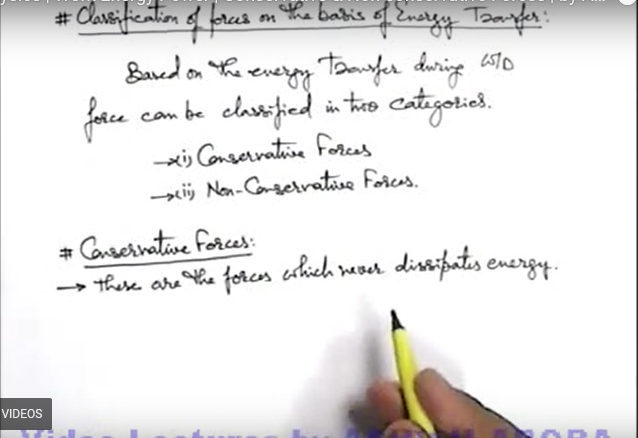 # Classification of forces on the basis of Energy Transfer:
Based on the energy transfer during W/D
force can be classified in two categories.
→(i) Conservative Forces
→(ii) Non-Conservative Forces.
# Conservative Forces:
→ These are the forces which never dissipates energy.
VIDEOS
Video Lectures by